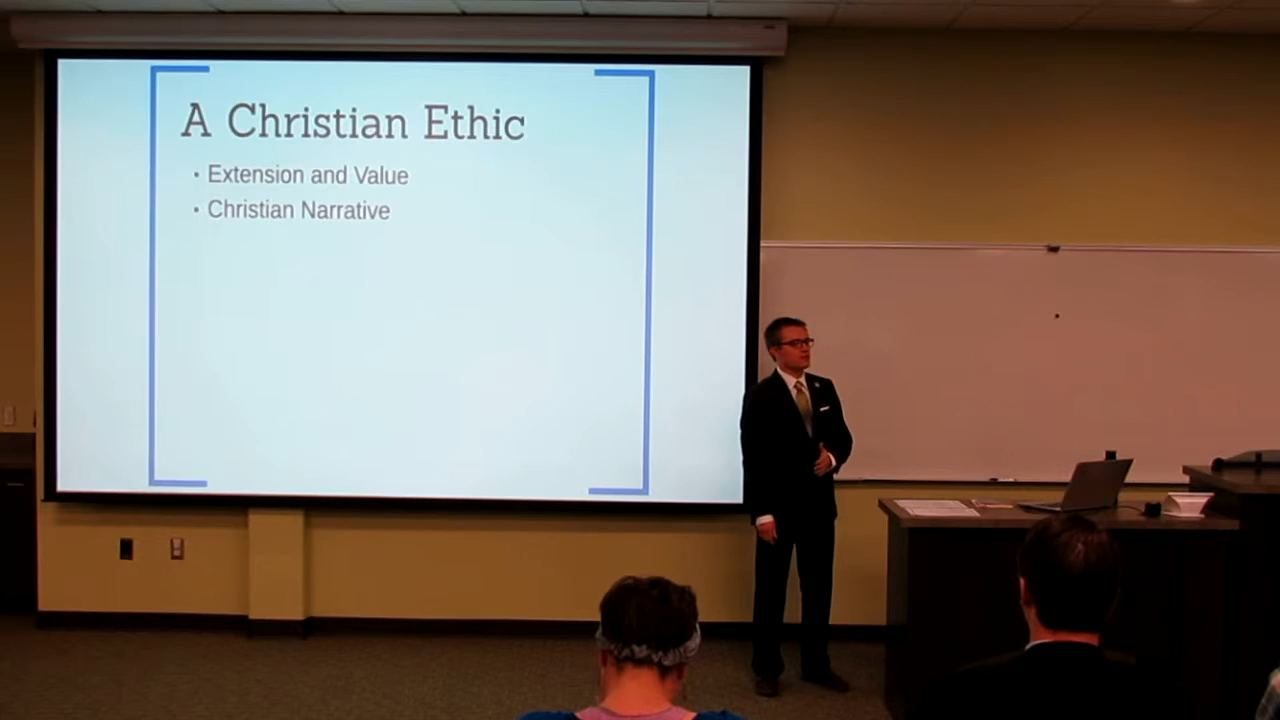 A Christian Ethic
• Extension and Value
• Christian Narrative